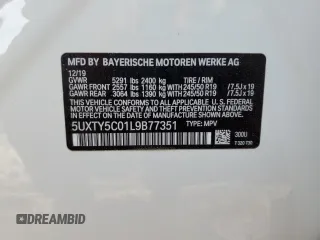 MFD. BY BAYERISCHE MOTOREN WERKE AG
12/19
GVWR 5291 lbs 2400 kg TIRE / RIM
GAWR FRONT 2557 lbs 1160 kg 245/50 R19 / 7.5J x 19
GAWR REAR 3064 lbs 1390 kg 245/50 R19 / 7.5J x 19
THIS VEHICLE CONFORMS TO ALL APPLICABLE U.S. FEDERAL MOTOR
VEHICLE SAFETY, BUMPER, AND THEFT PREVENTION STANDARDS IN
EFFECT ON THE DATE OF MANUFACTURE SHOWN ABOVE.
5UXTY5C01L9B77351 300U
TYPE: MPV
DREAMBID